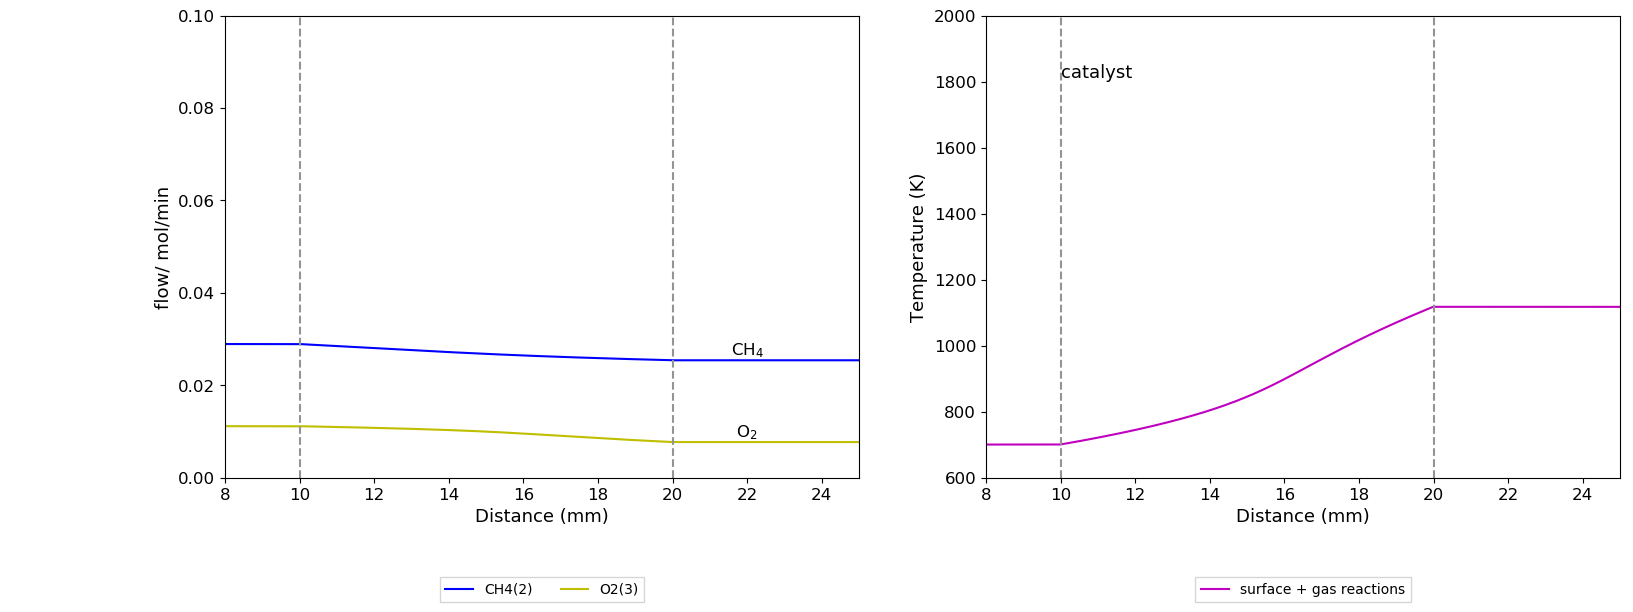 0.10
0.08
0.06
0.04
0.02
0.00
flow/ mol/min
CH₄
O₂
8 10 12 14 16 18 20 22 24
Distance (mm)
CH4(2) O2(3)
2000
1800
1600
1400
1200
1000
800
600
Temperature (K)
catalyst
8 10 12 14 16 18 20 22 24
Distance (mm)
surface + gas reactions